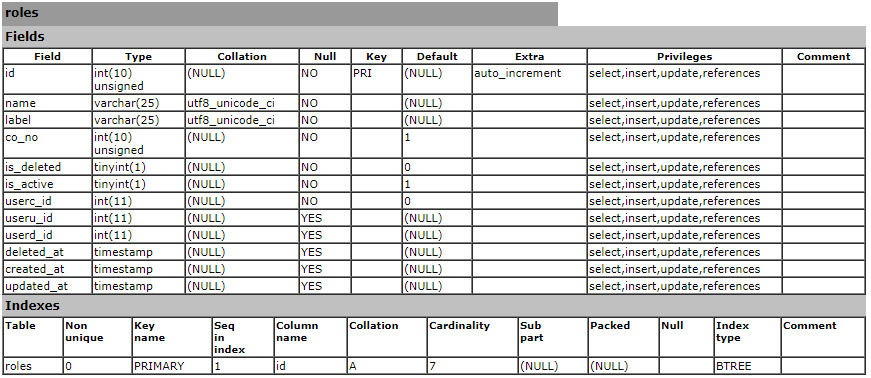 roles
Fields
Field Type Collation Null Key Default Extra Privileges Comment
id int(10) unsigned (NULL) NO PRI (NULL) auto_increment select,insert,update,references
name varchar(25) utf8_unicode_ci NO (NULL) select,insert,update,references
label varchar(25) utf8_unicode_ci NO (NULL) select,insert,update,references
co_no int(10) unsigned (NULL) NO 1 select,insert,update,references
is_deleted tinyint(1) (NULL) NO 0 select,insert,update,references
is_active tinyint(1) (NULL) NO 1 select,insert,update,references
userc_id int(11) (NULL) NO 0 select,insert,update,references
useru_id int(11) (NULL) YES (NULL) select,insert,update,references
userd_id int(11) (NULL) YES (NULL) select,insert,update,references
deleted_at timestamp (NULL) YES (NULL) select,insert,update,references
created_at timestamp (NULL) YES (NULL) select,insert,update,references
updated_at timestamp (NULL) YES (NULL) select,insert,update,references
Indexes
Table Non unique Key name Seq in index Column name Collation Cardinality Sub part Packed Null Index type Comment
roles 0 PRIMARY 1 id A 7 (NULL) (NULL) BTREE